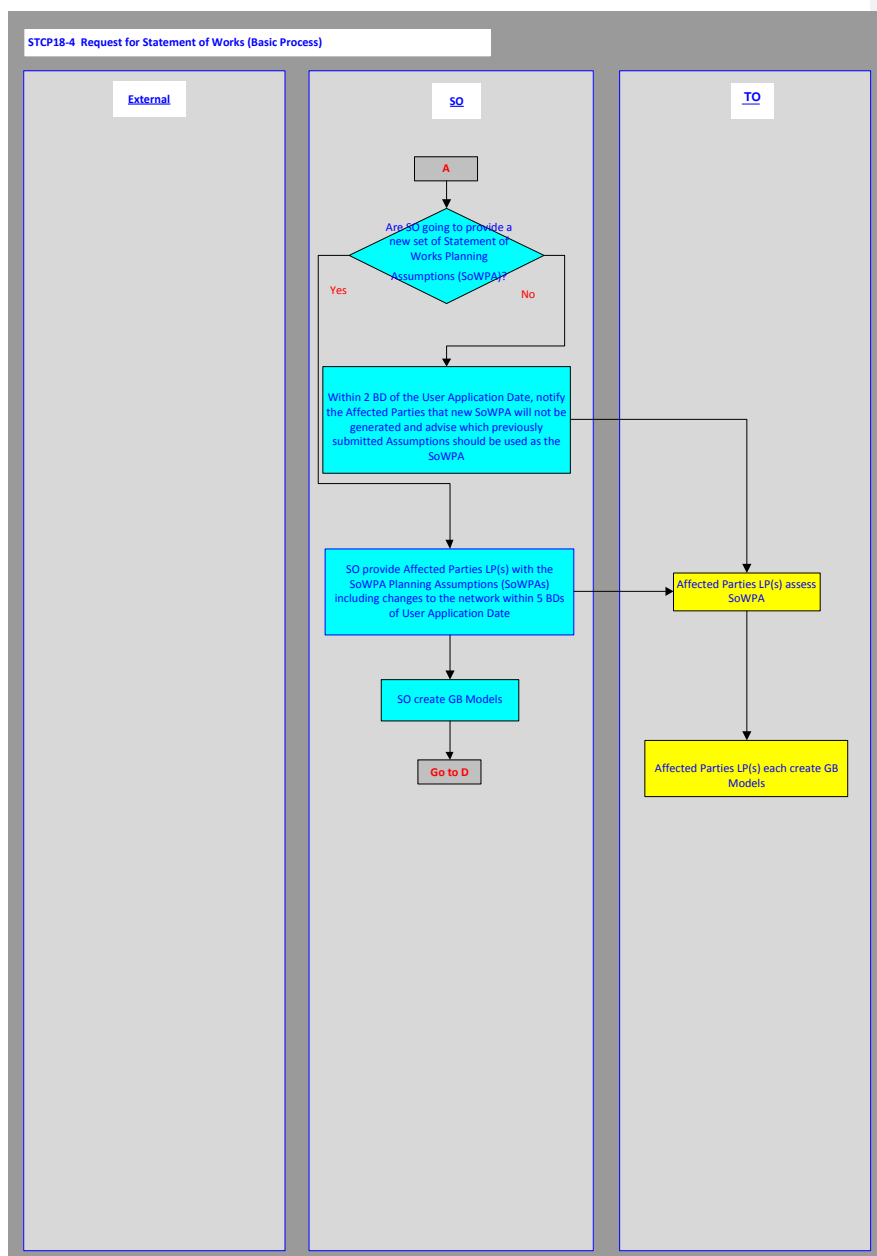 STCP18-4 Request for Statement of Works (Basic Process)
External
SO
TO
A
Are SO going to provide a
new set of Statement of
Works Planning
Assumptions (SoWPA)?
Yes
No
Within 2 BD of the User Application Date, notify
the Affected Parties that new SoWPA will not be
generated and advise which previously
submitted Assumptions should be used as the
SoWPA
SO provide Affected Parties LP(s) with the
SoWPA Planning Assumptions (SoWPAs)
including changes to the network within 5 BDs
of User Application Date
Affected Parties LP(s) assess
SoWPA
SO create GB Models
Affected Parties LP(s) each create GB
Models
Go to D